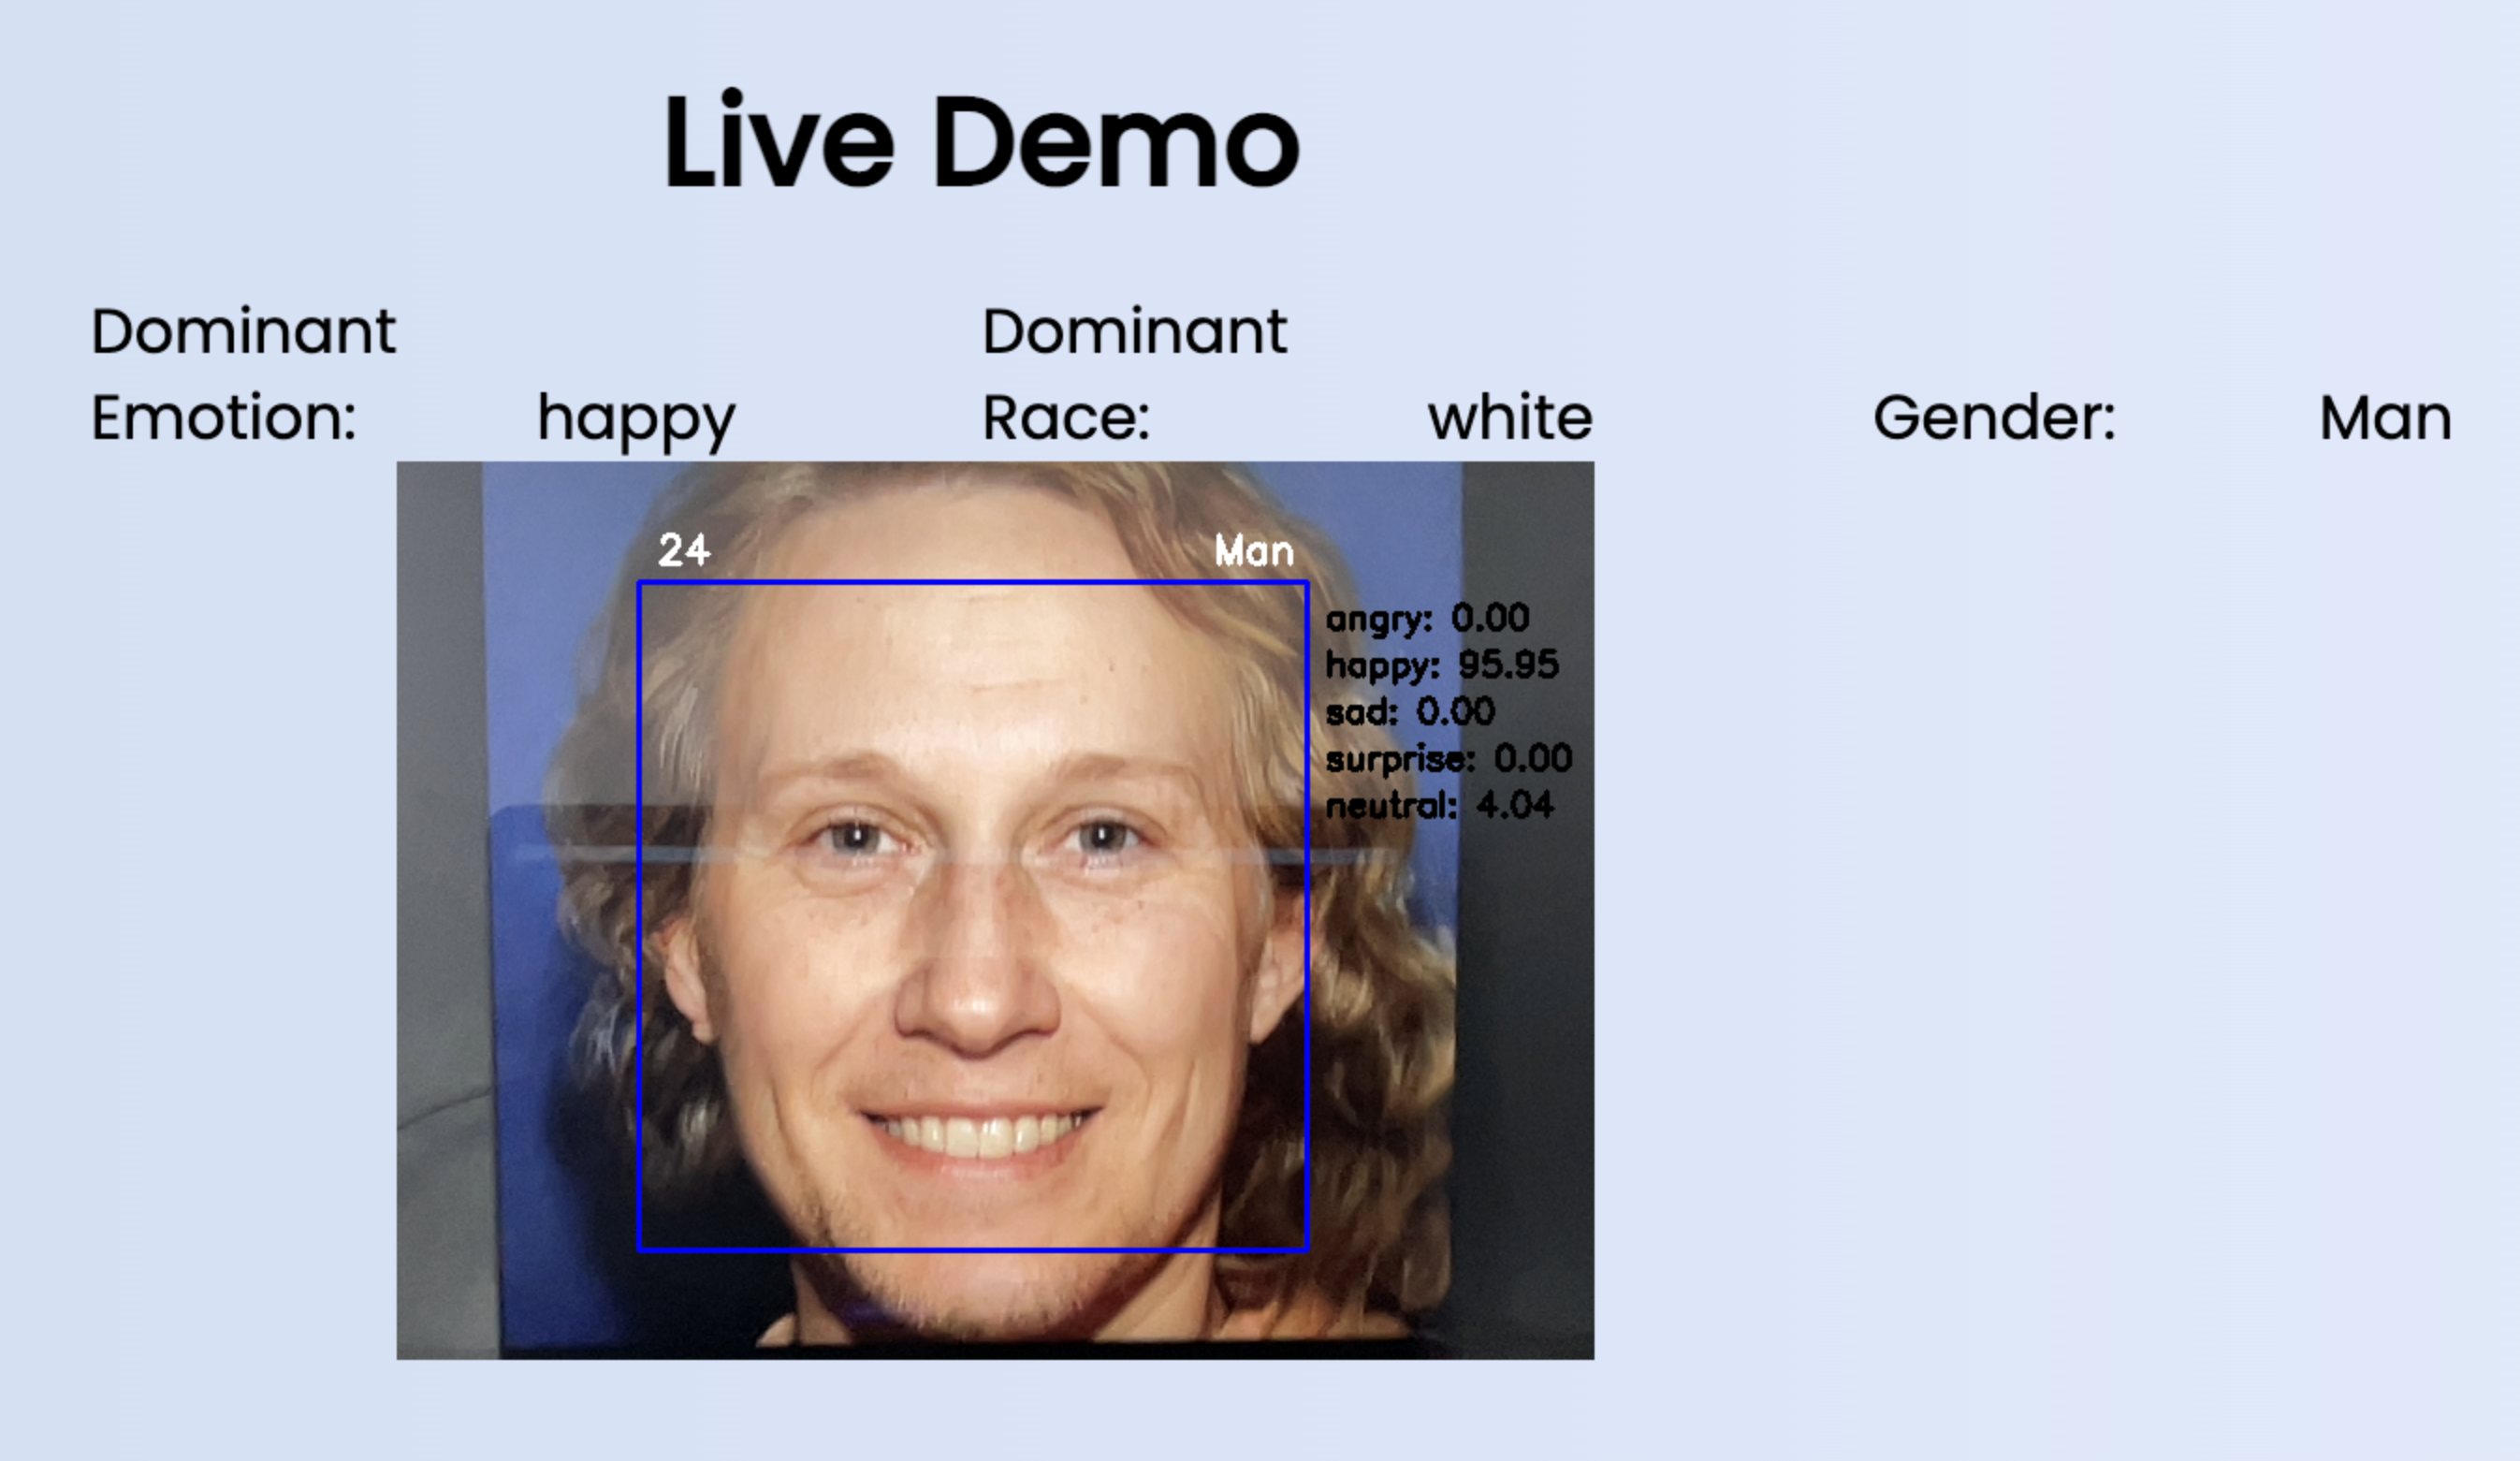 Live Demo
Dominant
Emotion: happy
Dominant
Race: white
Gender: Man
24 Man
angry: 0.00
happy: 95.95
sad: 0.00
surprise: 0.00
neutral: 4.04